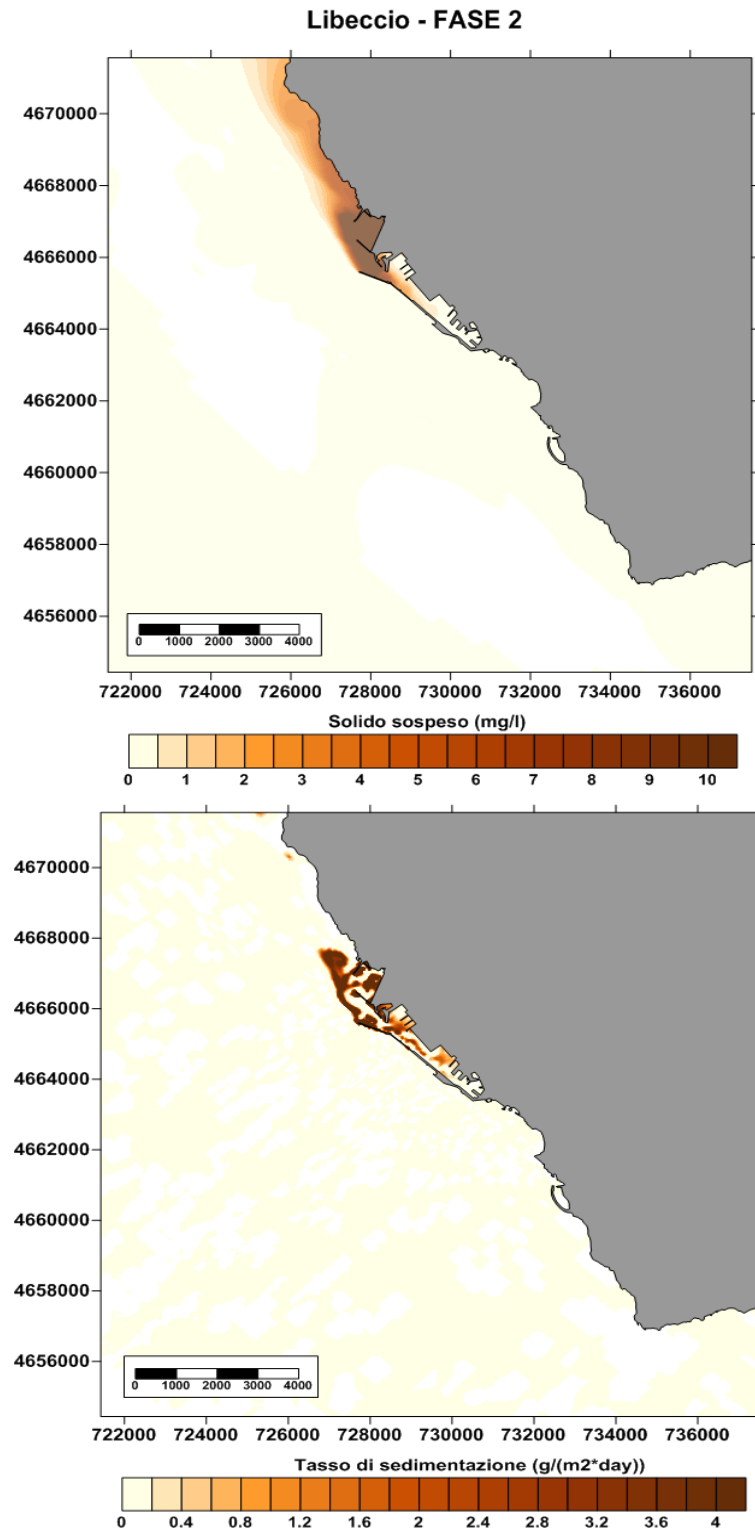 Libeccio - FASE 2
4670000
4668000
4666000
4664000
4662000
4660000
4658000
4656000
0 1000 2000 3000 4000
722000 724000 726000 728000 730000 732000 734000 736000
Solido sospeso (mg/l)
0 1 2 3 4 5 6 7 8 9 10
4670000
4668000
4666000
4664000
4662000
4660000
4658000
4656000
0 1000 2000 3000 4000
722000 724000 726000 728000 730000 732000 734000 736000
Tasso di sedimentazione (g/(m2*day))
0 0.4 0.8 1.2 1.6 2 2.4 2.8 3.2 3.6 4